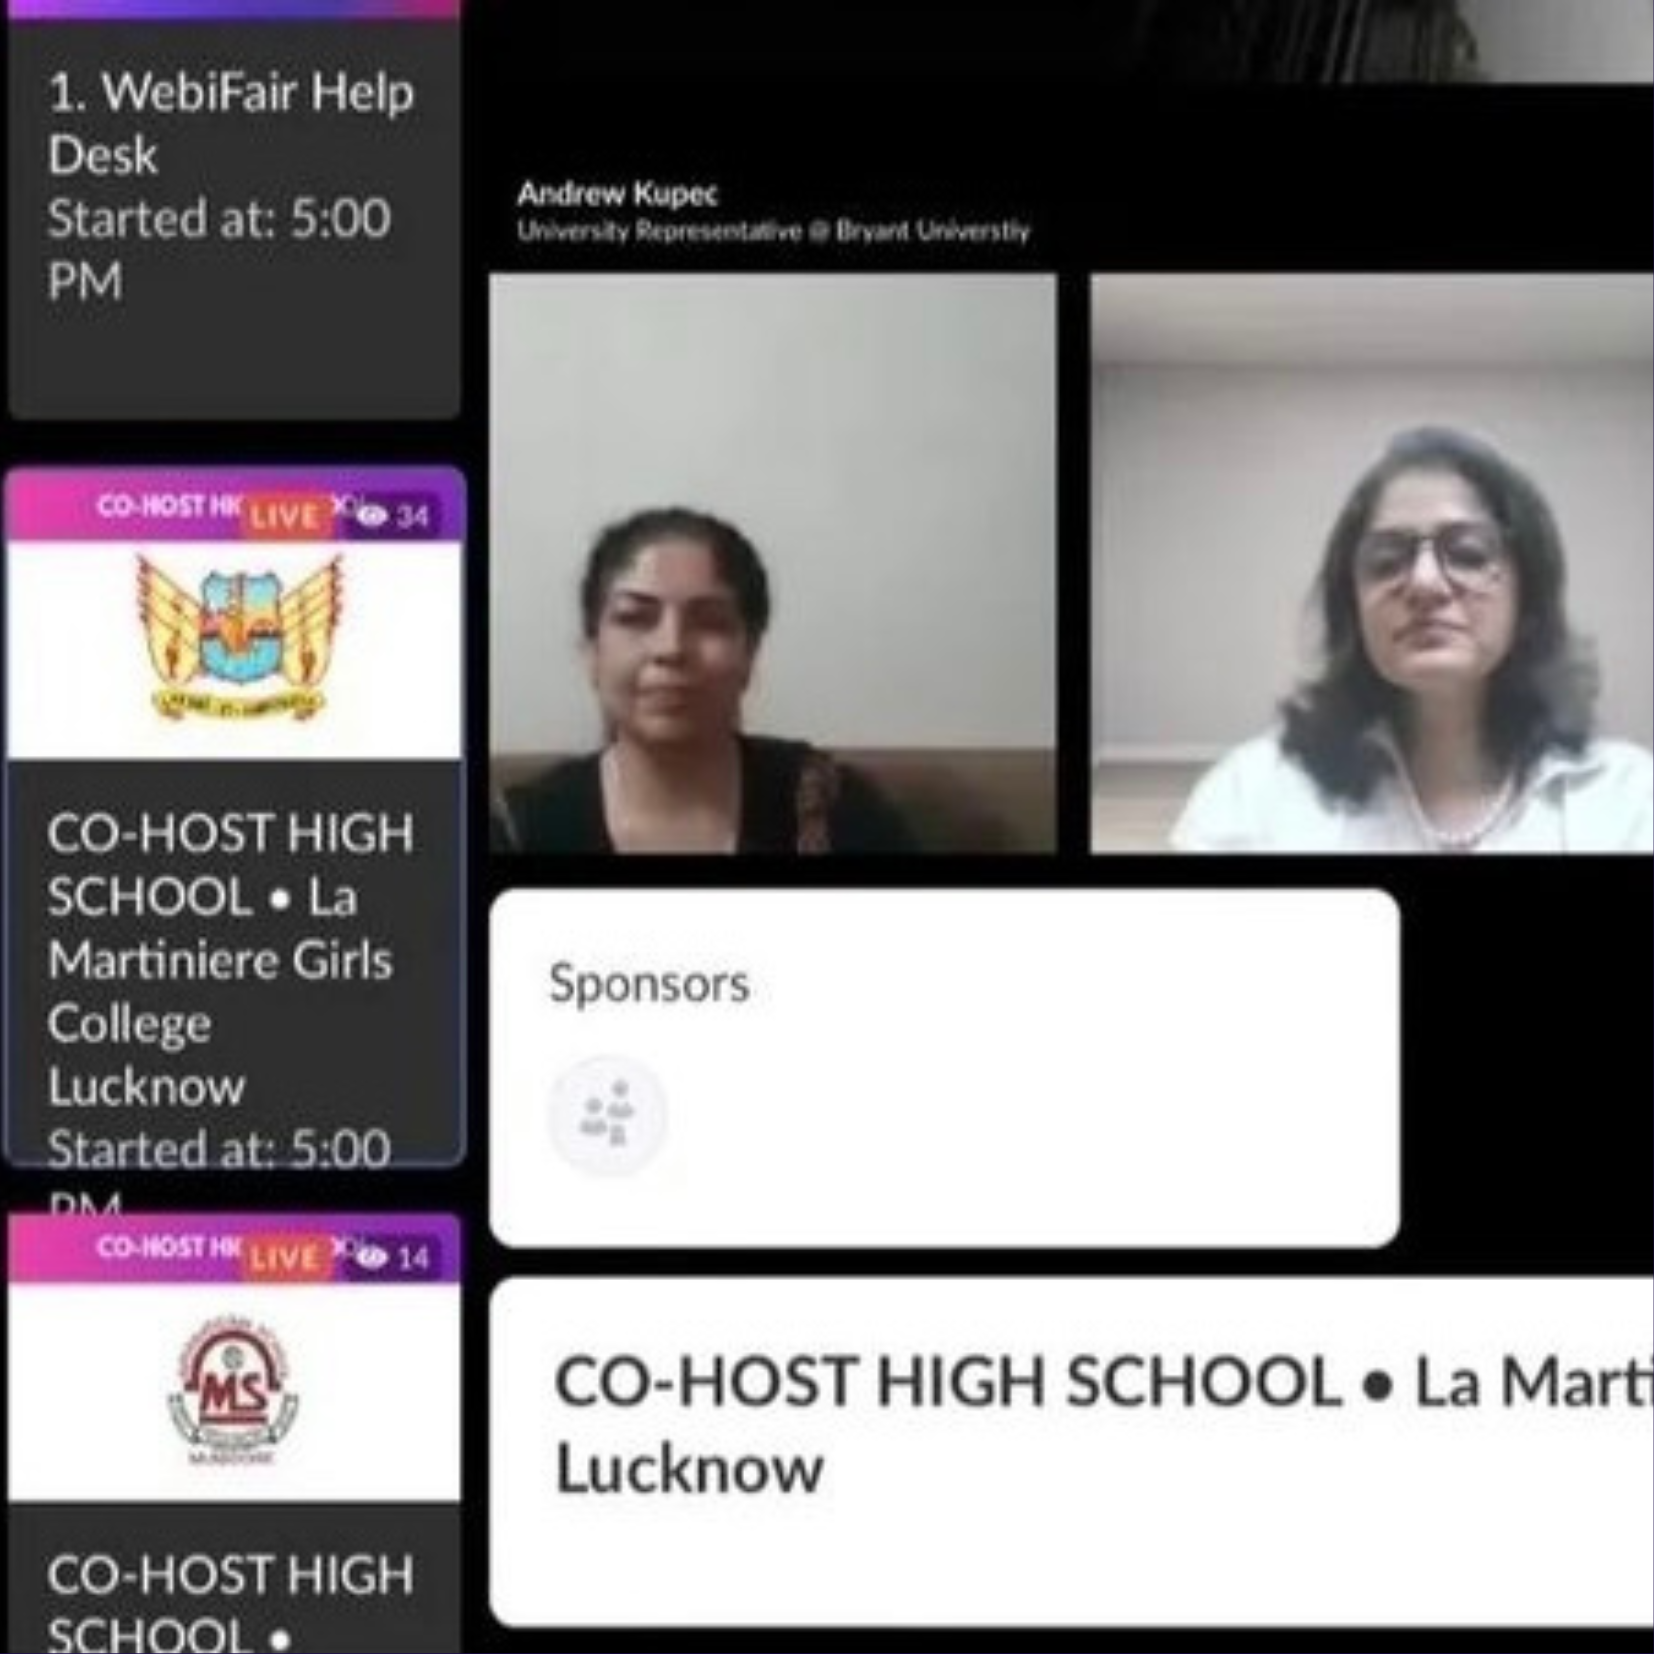 1. WebiFair Help
Desk
Started at: 5:00
PM
CO-HOST HI
LIVE
34
CO-HOST HIGH
SCHOOL • La
Martiniere Girls
College
Lucknow
Started at: 5:00
PM
CO-HOST HI
LIVE
14
MS
CO-HOST HIGH
SCHOOL •
Andrew Kupec
University Representative @ Bryant Universtiy
Sponsors
CO-HOST HIGH SCHOOL • La Marti
Lucknow